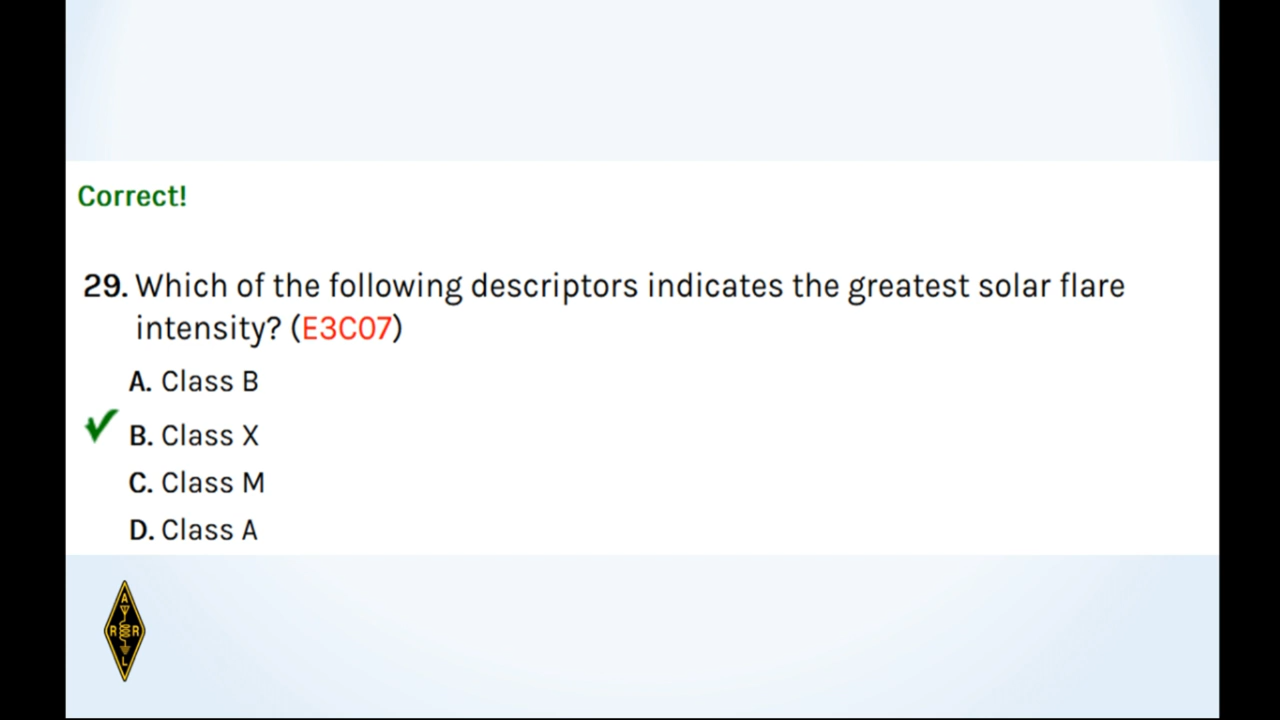 Correct!
29. Which of the following descriptors indicates the greatest solar flare
intensity? (E3C07)
A. Class B
B. Class X
C. Class M
D. Class A
A
R R
L